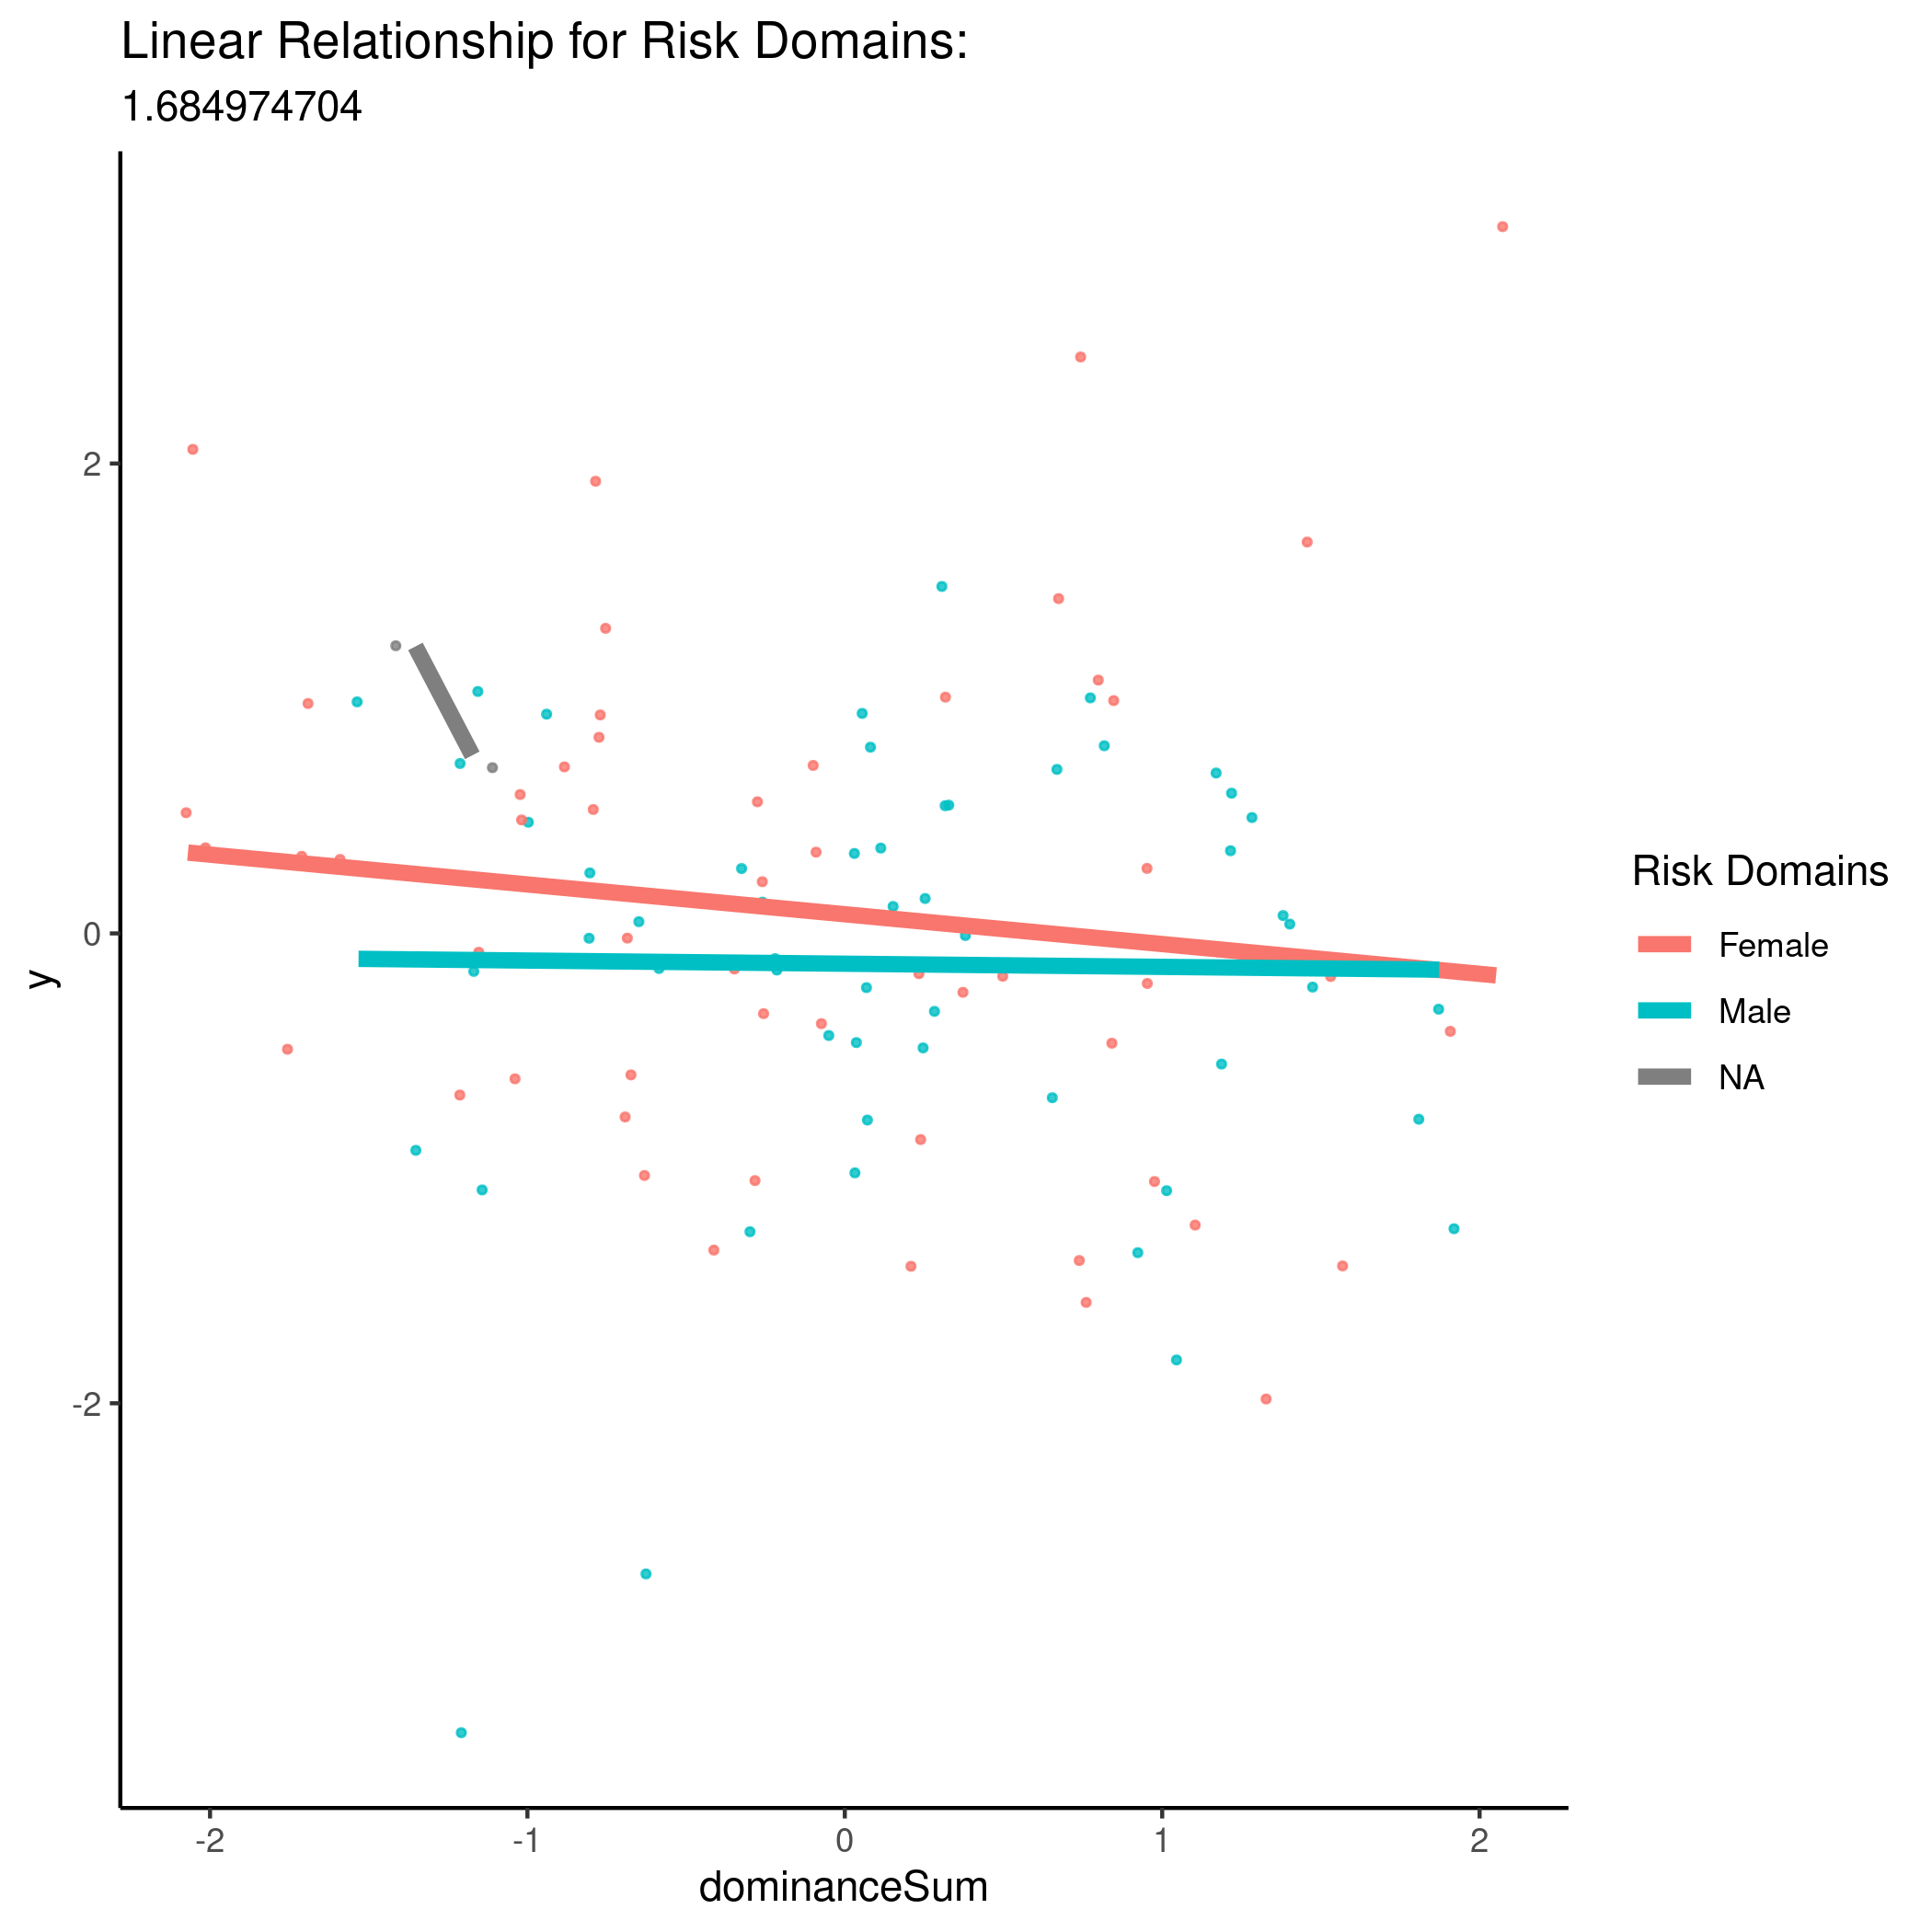 Linear Relationship for Risk Domains:
1.684974704
2
0
-2
y
-2 -1 0 1 2
dominanceSum
Risk Domains
Female
Male
NA